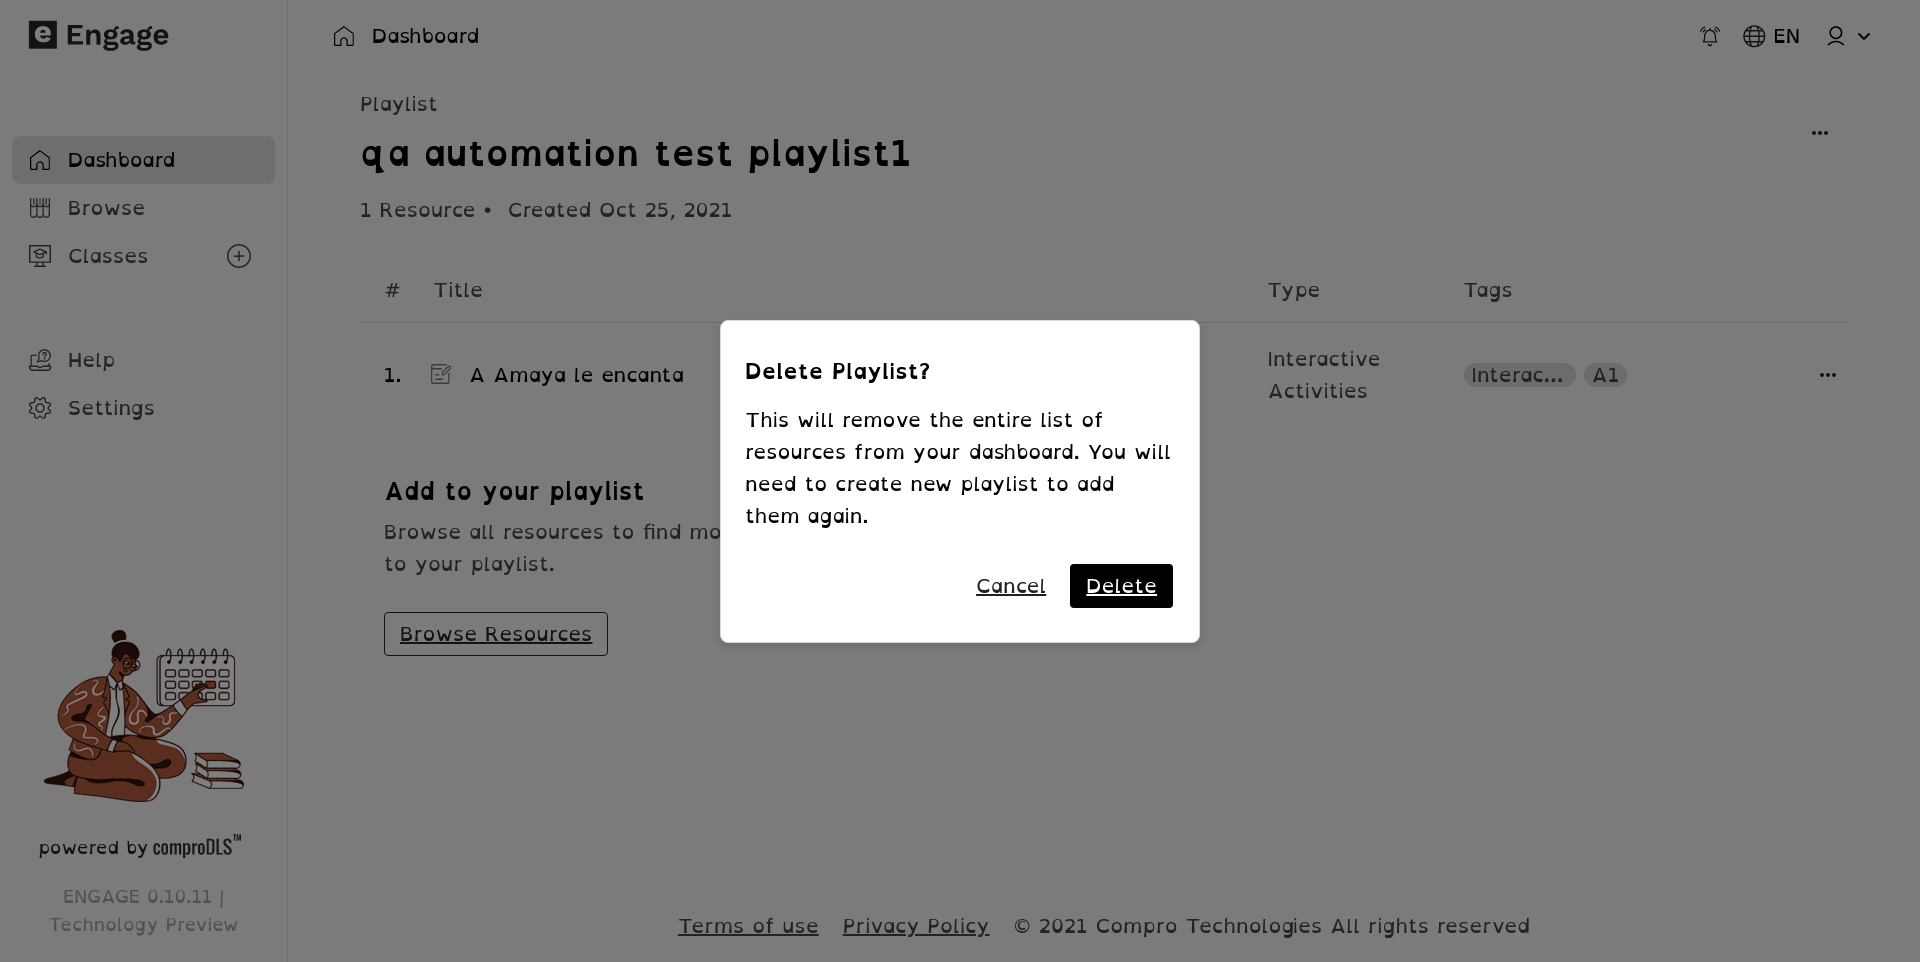 Engage
Dashboard
EN
Dashboard
Browse
Classes
Help
Settings
powered by comproDLS™
ENGAGE 0.10.11 |
Technology Preview
Playlist
qa automation test playlist1
1 Resource • Created Oct 25, 2021
# Title Type Tags
1. A Amaya le encanta Interactive Activities Interac... A1
Add to your playlist
Browse all resources to find mo
to your playlist.
Browse Resources
Delete Playlist?
This will remove the entire list of
resources from your dashboard. You will
need to create new playlist to add
them again.
Cancel Delete
Terms of use Privacy Policy © 2021 Compro Technologies All rights reserved